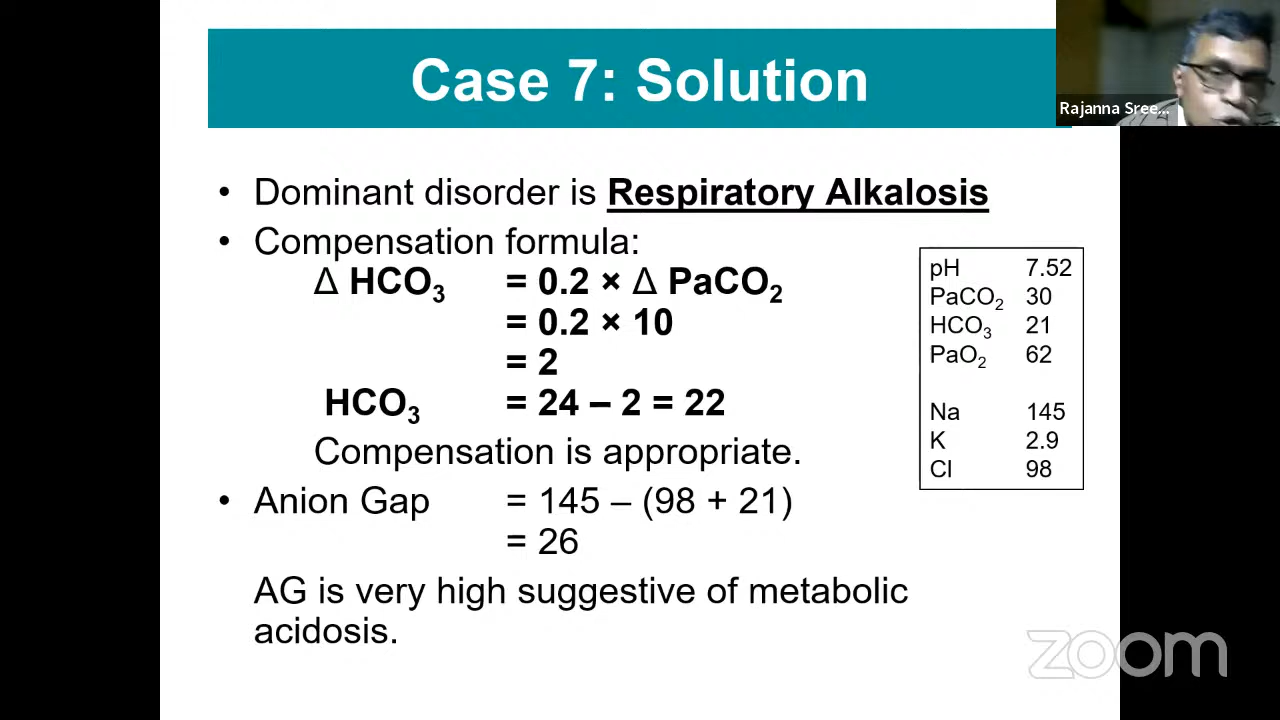 Case 7: Solution
Rajanna Sree...
• Dominant disorder is Respiratory Alkalosis
• Compensation formula:
Δ HCO₃ = 0.2 × Δ PaCO₂
= 0.2 × 10
= 2
HCO₃ = 24 – 2 = 22
Compensation is appropriate.
• Anion Gap = 145 – (98 + 21)
= 26
AG is very high suggestive of metabolic
acidosis.
pH 7.52
PaCO₂ 30
HCO₃ 21
PaO₂ 62
Na 145
K 2.9
Cl 98
zoom